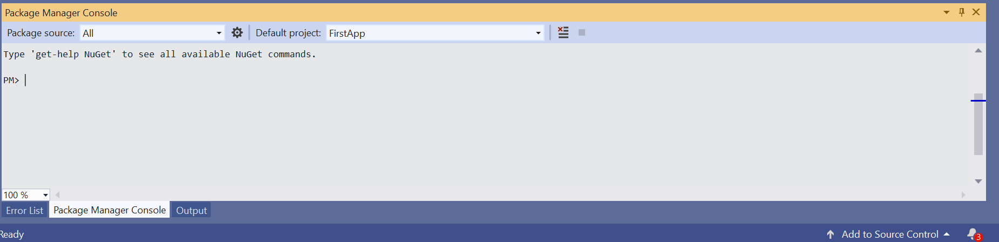 Package Manager Console
Package source: All Default project: FirstApp
Type 'get-help NuGet' to see all available NuGet commands.
PM>
100 %
Error List Package Manager Console Output
Ready Add to Source Control 3